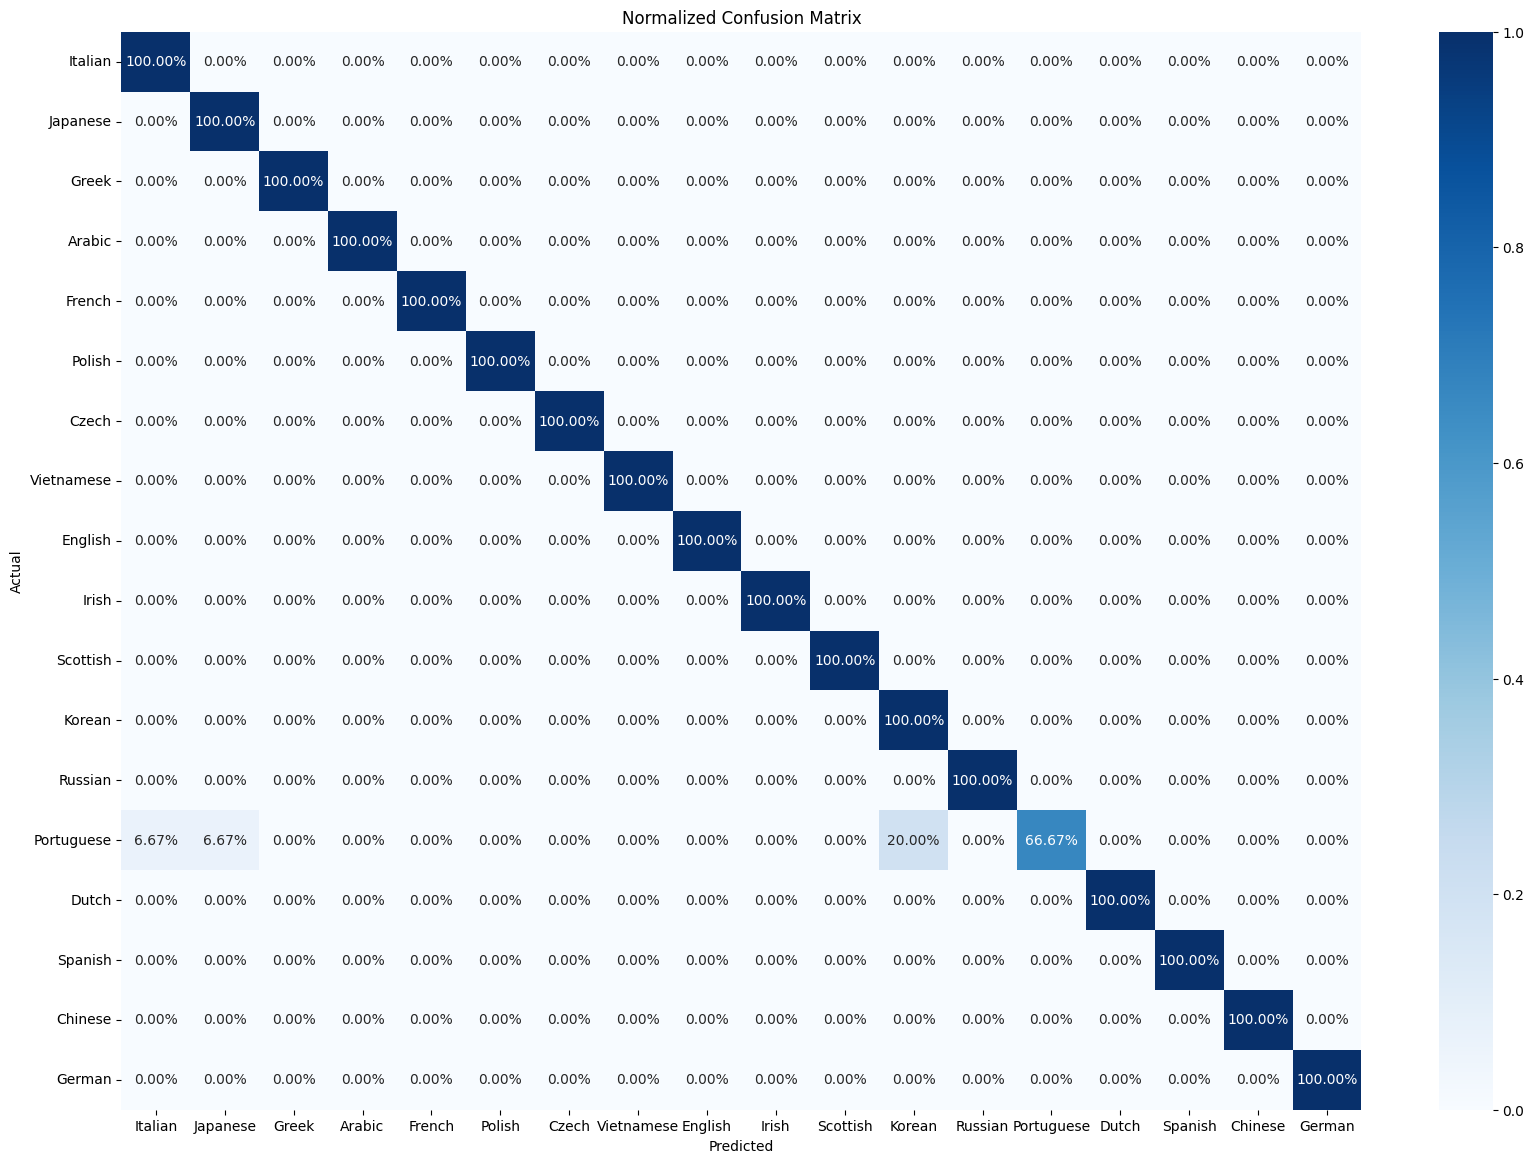 Normalized Confusion Matrix
Italian 100.00% 0.00% 0.00% 0.00% 0.00% 0.00% 0.00% 0.00% 0.00% 0.00% 0.00% 0.00% 0.00% 0.00% 0.00% 0.00% 0.00% 0.00%
Japanese 0.00% 100.00% 0.00% 0.00% 0.00% 0.00% 0.00% 0.00% 0.00% 0.00% 0.00% 0.00% 0.00% 0.00% 0.00% 0.00% 0.00% 0.00%
Greek 0.00% 0.00% 100.00% 0.00% 0.00% 0.00% 0.00% 0.00% 0.00% 0.00% 0.00% 0.00% 0.00% 0.00% 0.00% 0.00% 0.00% 0.00%
Arabic 0.00% 0.00% 0.00% 100.00% 0.00% 0.00% 0.00% 0.00% 0.00% 0.00% 0.00% 0.00% 0.00% 0.00% 0.00% 0.00% 0.00% 0.00%
French 0.00% 0.00% 0.00% 0.00% 100.00% 0.00% 0.00% 0.00% 0.00% 0.00% 0.00% 0.00% 0.00% 0.00% 0.00% 0.00% 0.00% 0.00%
Polish 0.00% 0.00% 0.00% 0.00% 0.00% 100.00% 0.00% 0.00% 0.00% 0.00% 0.00% 0.00% 0.00% 0.00% 0.00% 0.00% 0.00% 0.00%
Czech 0.00% 0.00% 0.00% 0.00% 0.00% 0.00% 100.00% 0.00% 0.00% 0.00% 0.00% 0.00% 0.00% 0.00% 0.00% 0.00% 0.00% 0.00%
Vietnamese 0.00% 0.00% 0.00% 0.00% 0.00% 0.00% 0.00% 100.00% 0.00% 0.00% 0.00% 0.00% 0.00% 0.00% 0.00% 0.00% 0.00% 0.00%
English 0.00% 0.00% 0.00% 0.00% 0.00% 0.00% 0.00% 0.00% 100.00% 0.00% 0.00% 0.00% 0.00% 0.00% 0.00% 0.00% 0.00% 0.00%
Irish 0.00% 0.00% 0.00% 0.00% 0.00% 0.00% 0.00% 0.00% 0.00% 100.00% 0.00% 0.00% 0.00% 0.00% 0.00% 0.00% 0.00% 0.00%
Scottish 0.00% 0.00% 0.00% 0.00% 0.00% 0.00% 0.00% 0.00% 0.00% 0.00% 100.00% 0.00% 0.00% 0.00% 0.00% 0.00% 0.00% 0.00%
Korean 0.00% 0.00% 0.00% 0.00% 0.00% 0.00% 0.00% 0.00% 0.00% 0.00% 0.00% 100.00% 0.00% 0.00% 0.00% 0.00% 0.00% 0.00%
Russian 0.00% 0.00% 0.00% 0.00% 0.00% 0.00% 0.00% 0.00% 0.00% 0.00% 0.00% 0.00% 100.00% 0.00% 0.00% 0.00% 0.00% 0.00%
Portuguese 6.67% 6.67% 0.00% 0.00% 0.00% 0.00% 0.00% 0.00% 0.00% 0.00% 0.00% 20.00% 0.00% 66.67% 0.00% 0.00% 0.00% 0.00%
Dutch 0.00% 0.00% 0.00% 0.00% 0.00% 0.00% 0.00% 0.00% 0.00% 0.00% 0.00% 0.00% 0.00% 0.00% 100.00% 0.00% 0.00% 0.00%
Spanish 0.00% 0.00% 0.00% 0.00% 0.00% 0.00% 0.00% 0.00% 0.00% 0.00% 0.00% 0.00% 0.00% 0.00% 0.00% 100.00% 0.00% 0.00%
Chinese 0.00% 0.00% 0.00% 0.00% 0.00% 0.00% 0.00% 0.00% 0.00% 0.00% 0.00% 0.00% 0.00% 0.00% 0.00% 0.00% 100.00% 0.00%
German 0.00% 0.00% 0.00% 0.00% 0.00% 0.00% 0.00% 0.00% 0.00% 0.00% 0.00% 0.00% 0.00% 0.00% 0.00% 0.00% 0.00% 100.00%
Italian Japanese Greek Arabic French Polish Czech Vietnamese English Irish Scottish Korean Russian Portuguese Dutch Spanish Chinese German
Predicted
Actual
1.0
0.8
0.6
0.4
0.2
0.0